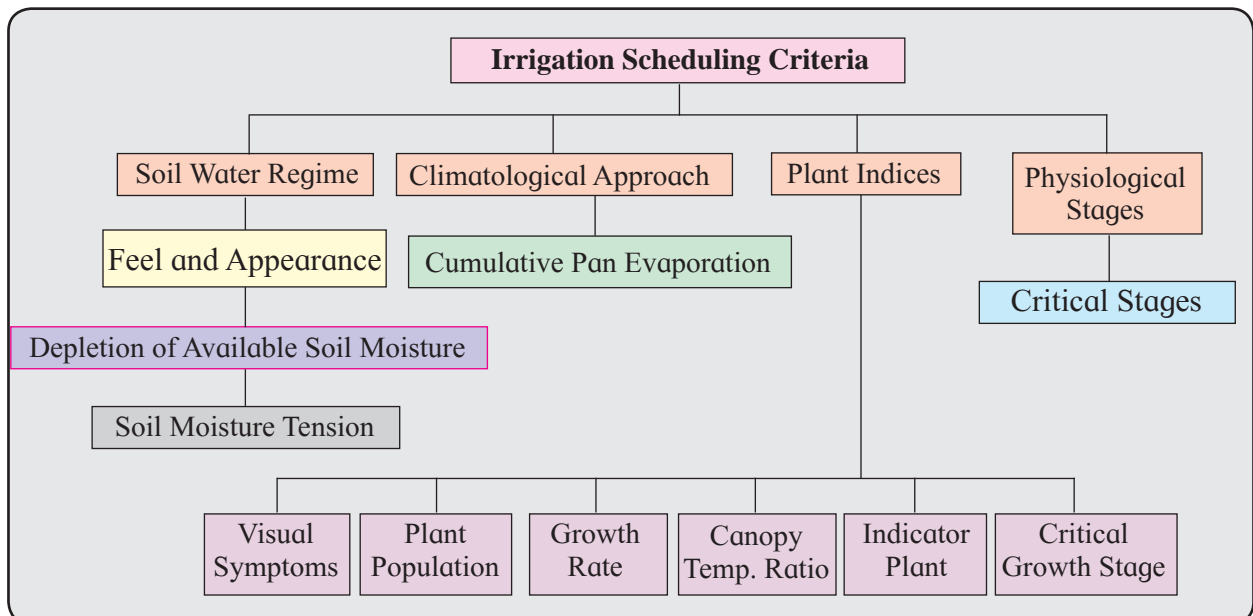 Irrigation Scheduling Criteria
Soil Water Regime
Climatological Approach
Plant Indices
Physiological
Stages
Feel and Appearance
Cumulative Pan Evaporation
Critical Stages
Depletion of Available Soil Moisture
Soil Moisture Tension
Visual
Symptoms
Plant
Population
Growth
Rate
Canopy
Temp. Ratio
Indicator
Plant
Critical
Growth Stage